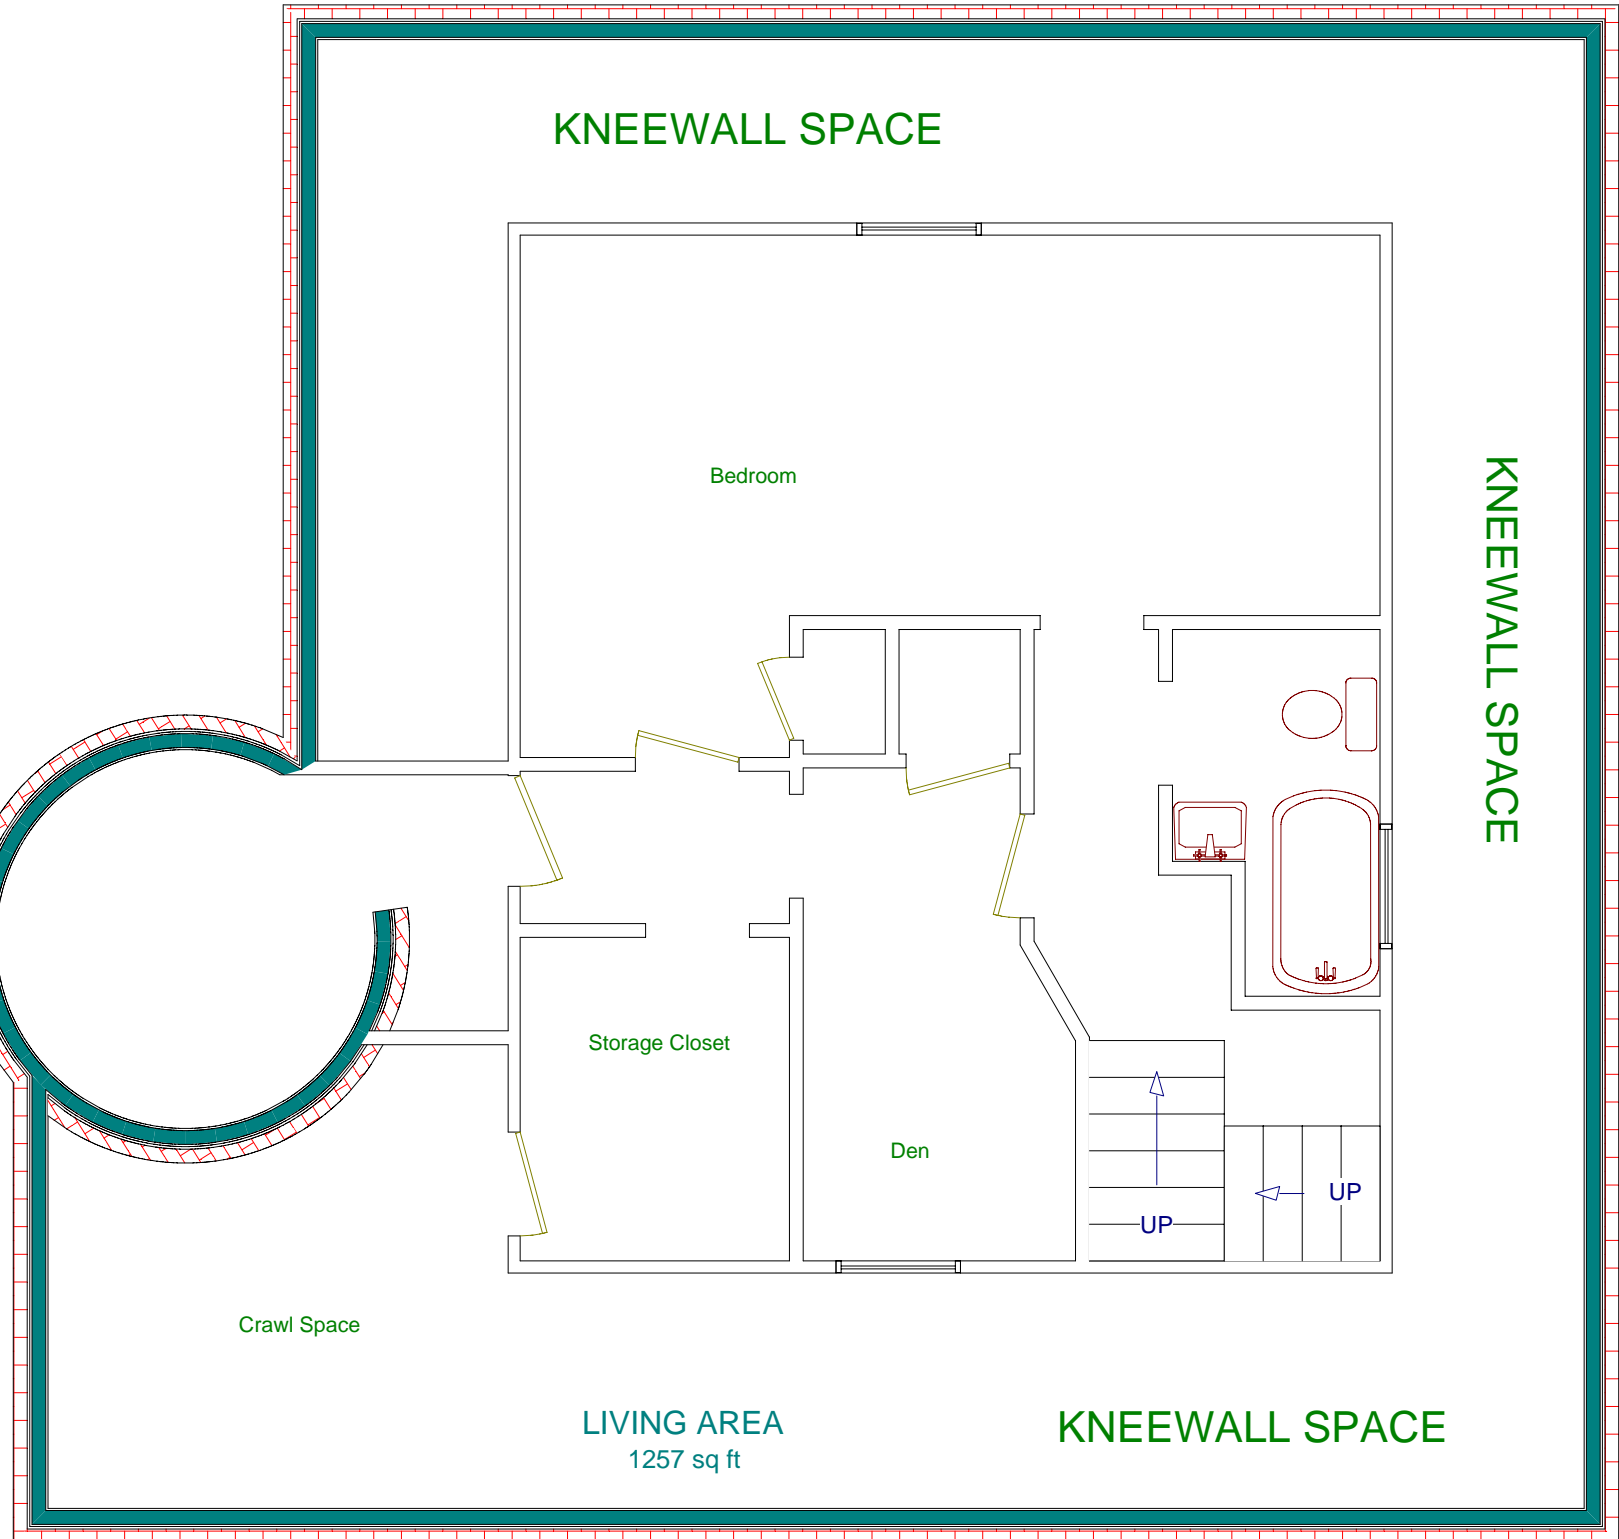 KNEEWALL SPACE
Bedroom
KNEEWALL SPACE
Storage Closet
Den
UP
UP
Crawl Space
LIVING AREA
1257 sq ft
KNEEWALL SPACE